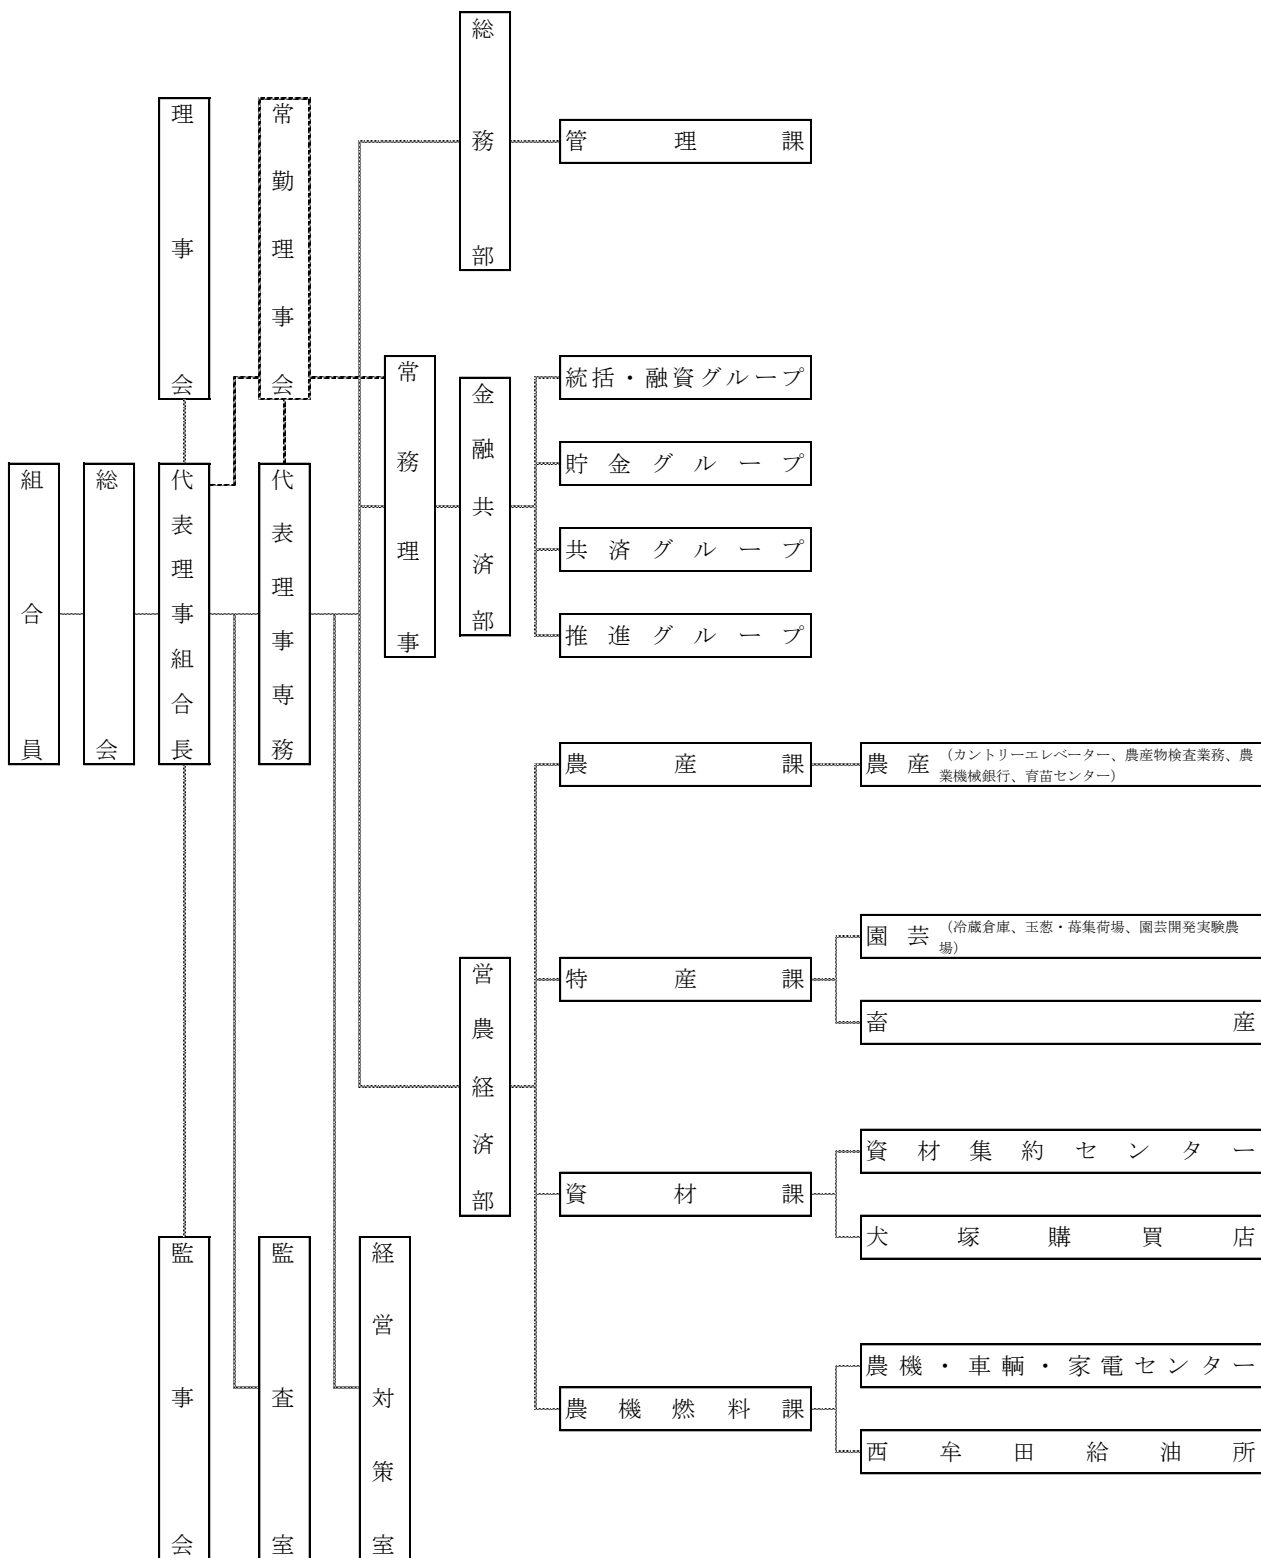 組合員
総会
理事会
代表理事組合長
監事会
常勤理事会
代表理事専務
監査室
経営対策室
常務理事
総務部
管理課
金融共済部
統括・融資グループ
貯金グループ
共済グループ
推進グループ
営農経済部
農産課
農産
（カントリーエレベーター、農産物検査業務、農
業機械銀行、育苗センター）
特産課
園芸
（冷蔵倉庫、玉葱・苺集荷場、園芸開発実験農
場）
畜産
資材課
資材集約センター
犬塚購買店
農機燃料課
農機・車輌・家電センター
西牟田給油所